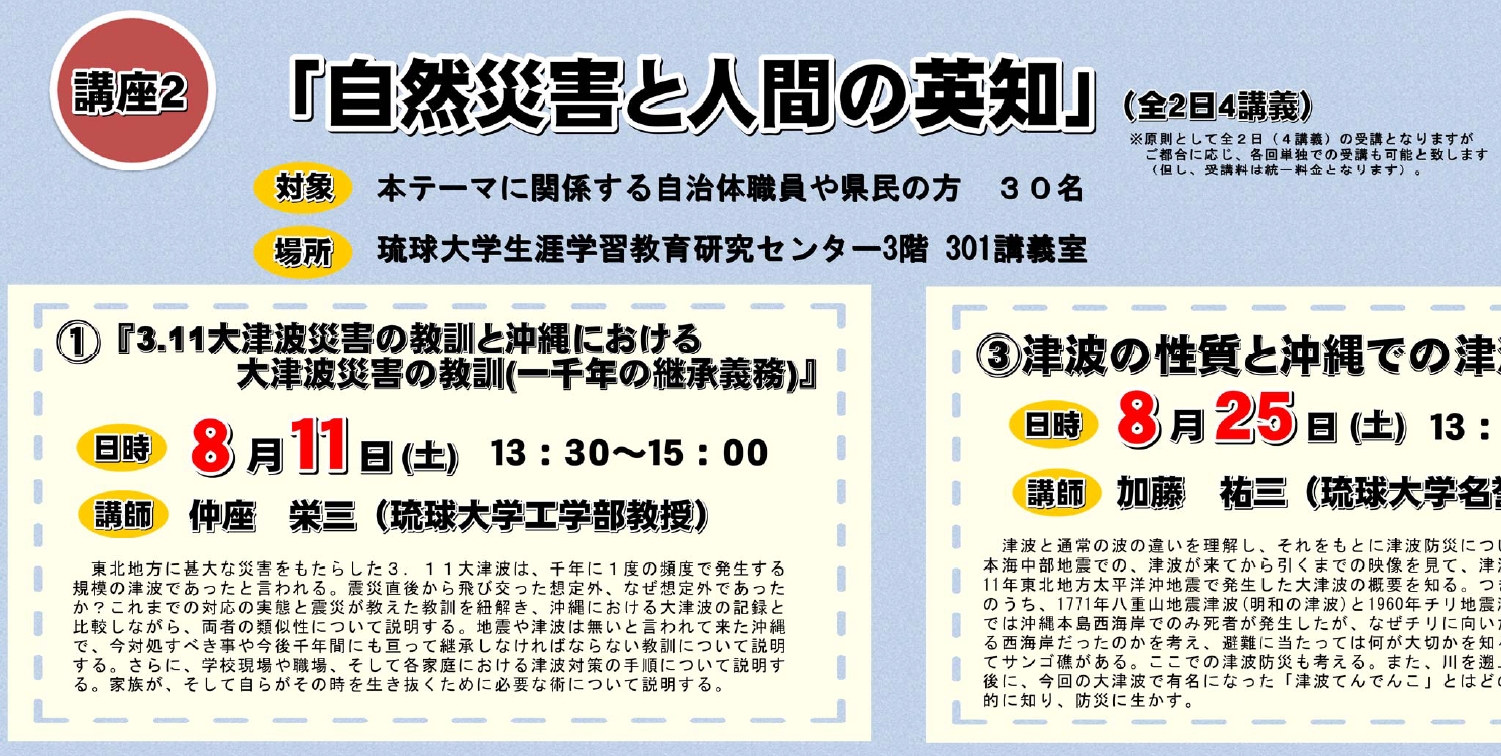 講座2
「自然災害と人間の英知」(全2日4講義)
※原則として全2日(4講義)の受講となりますが
ご都合に応じ、各回単独での受講も可能と致します
(但し、受講料は統一料金となります)。
対象 本テーマに関係する自治体職員や県民の方 30名
場所 琉球大学生涯学習教育研究センター3階 301講義室
①『3.11大津波災害の教訓と沖縄における
大津波災害の教訓(一千年の継承義務)』
日時 8月11日(土) 13:30~15:00
講師 仲座 栄三(琉球大学工学部教授)
東北地方に甚大な災害をもたらした3.11大津波は、千年に1度の頻度で発生する
規模の津波であったと言われる。震災直後から飛び交った想定外、なぜ想定外であった
か?これまでの対応の実態と震災が教えた教訓を紐解き、沖縄における大津波の記録と
比較しながら、両者の類似性について説明する。地震や津波は無いと言われて来た沖縄
で、今対処すべき事や今後千年間にも亘って継承しなければならない教訓について説明
する。さらに、学校現場や職場、そして各家庭における津波対策の手順について説明す
る。家族が、そして自らがその時を生き抜くために必要な術について説明する。
③津波の性質と沖縄での津
日時 8月25日(土) 13:
講師 加藤 祐三(琉球大学名
津波と通常の波の違いを理解し、それをもとに津波防災につ
本海中部地震での、津波が来てから引くまでの映像を見て、津
11年東北地方太平洋沖地震で発生した大津波の概要を知る。つ
のうち、1771年八重山地震津波(明和の津波)と1960年チリ地震
では沖縄本島西海岸でのみ死者が発生したが、なぜチリに向い
る西海岸だったのかを考え、避難に当たっては何が大切かを知
てサンゴ礁がある。ここでの津波防災も考える。また、川を遡
後に、今回の大津波で有名になった「津波てんでんこ」とはど
的に知り、防災に生かす。